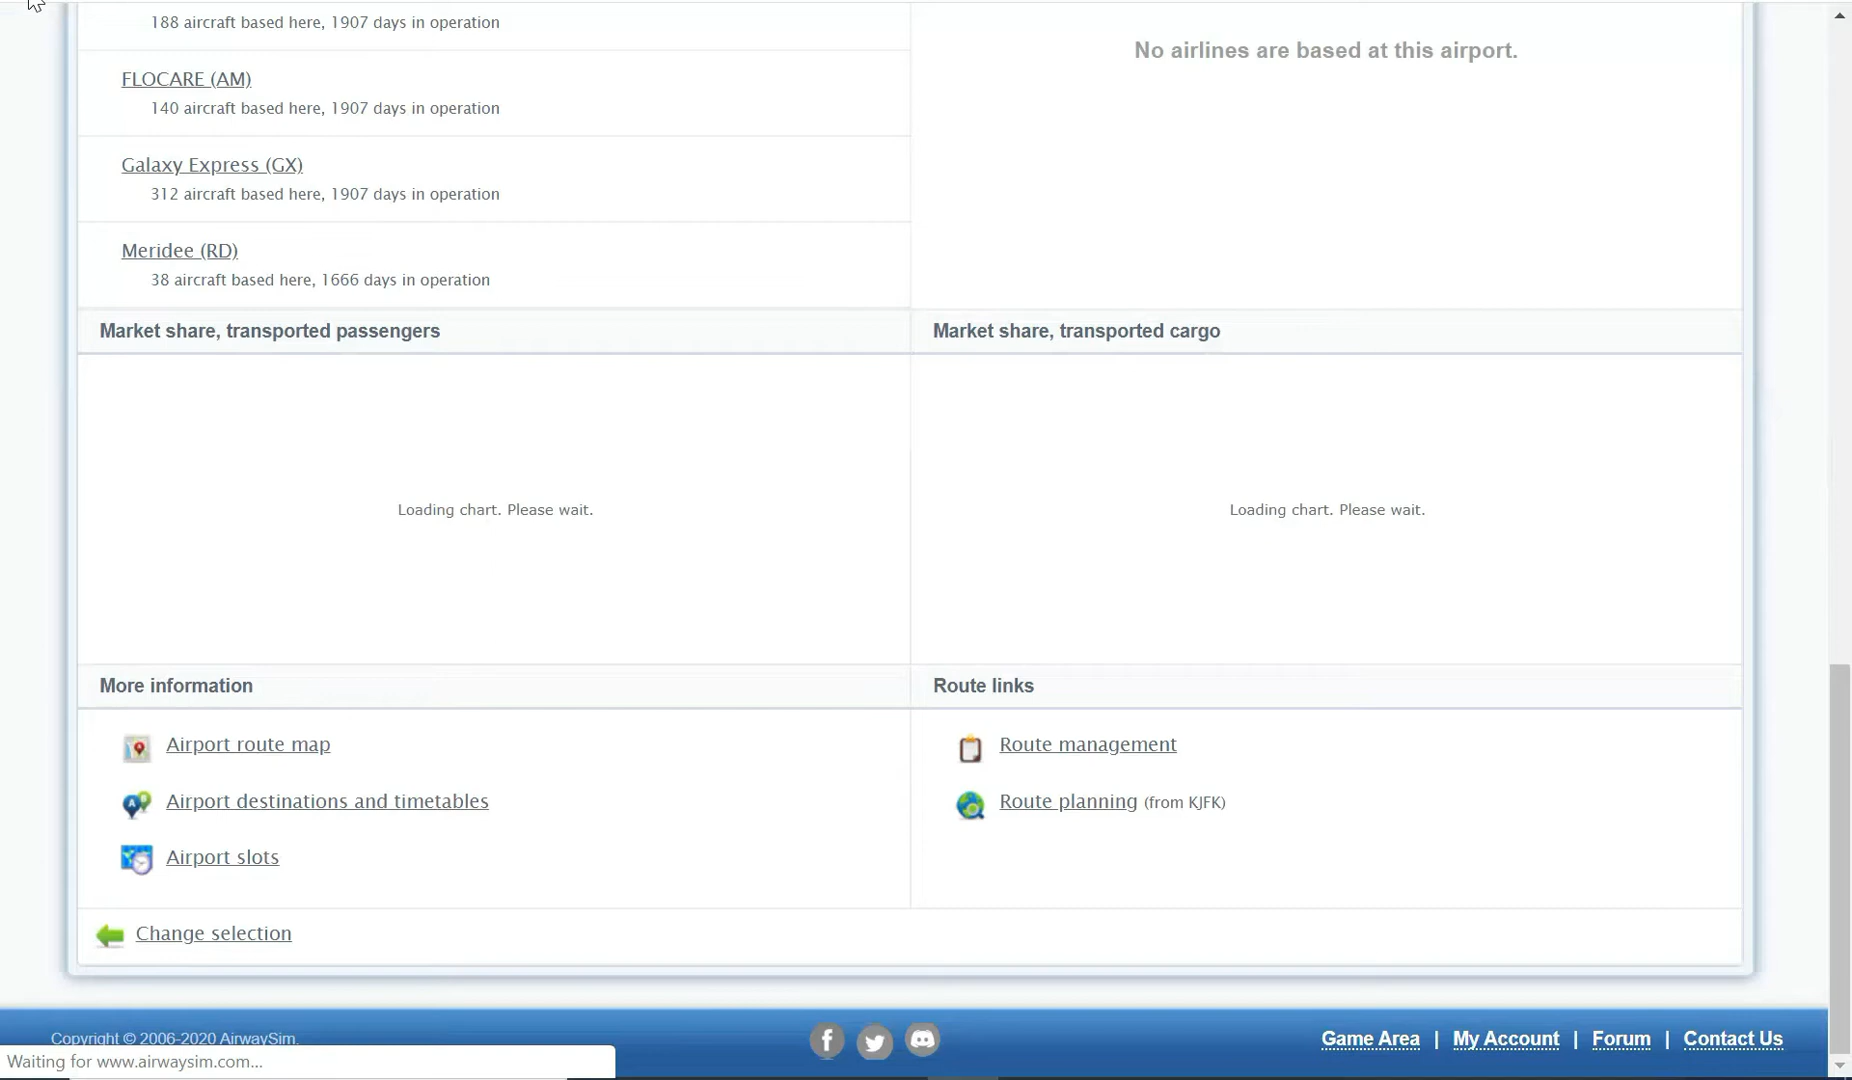 188 aircraft based here, 1907 days in operation
No airlines are based at this airport.
FLOCARE (AM)
140 aircraft based here, 1907 days in operation
Galaxy Express (GX)
312 aircraft based here, 1907 days in operation
Meridee (RD)
38 aircraft based here, 1666 days in operation
Market share, transported passengers
Market share, transported cargo
Loading chart. Please wait.
Loading chart. Please wait.
More information
Route links
Airport route map
Route management
Airport destinations and timetables
Route planning (from KJFK)
Airport slots
Change selection
Copyright © 2006-2020 AirwaySim.
Game Area | My Account | Forum | Contact Us
Waiting for www.airwaysim.com...